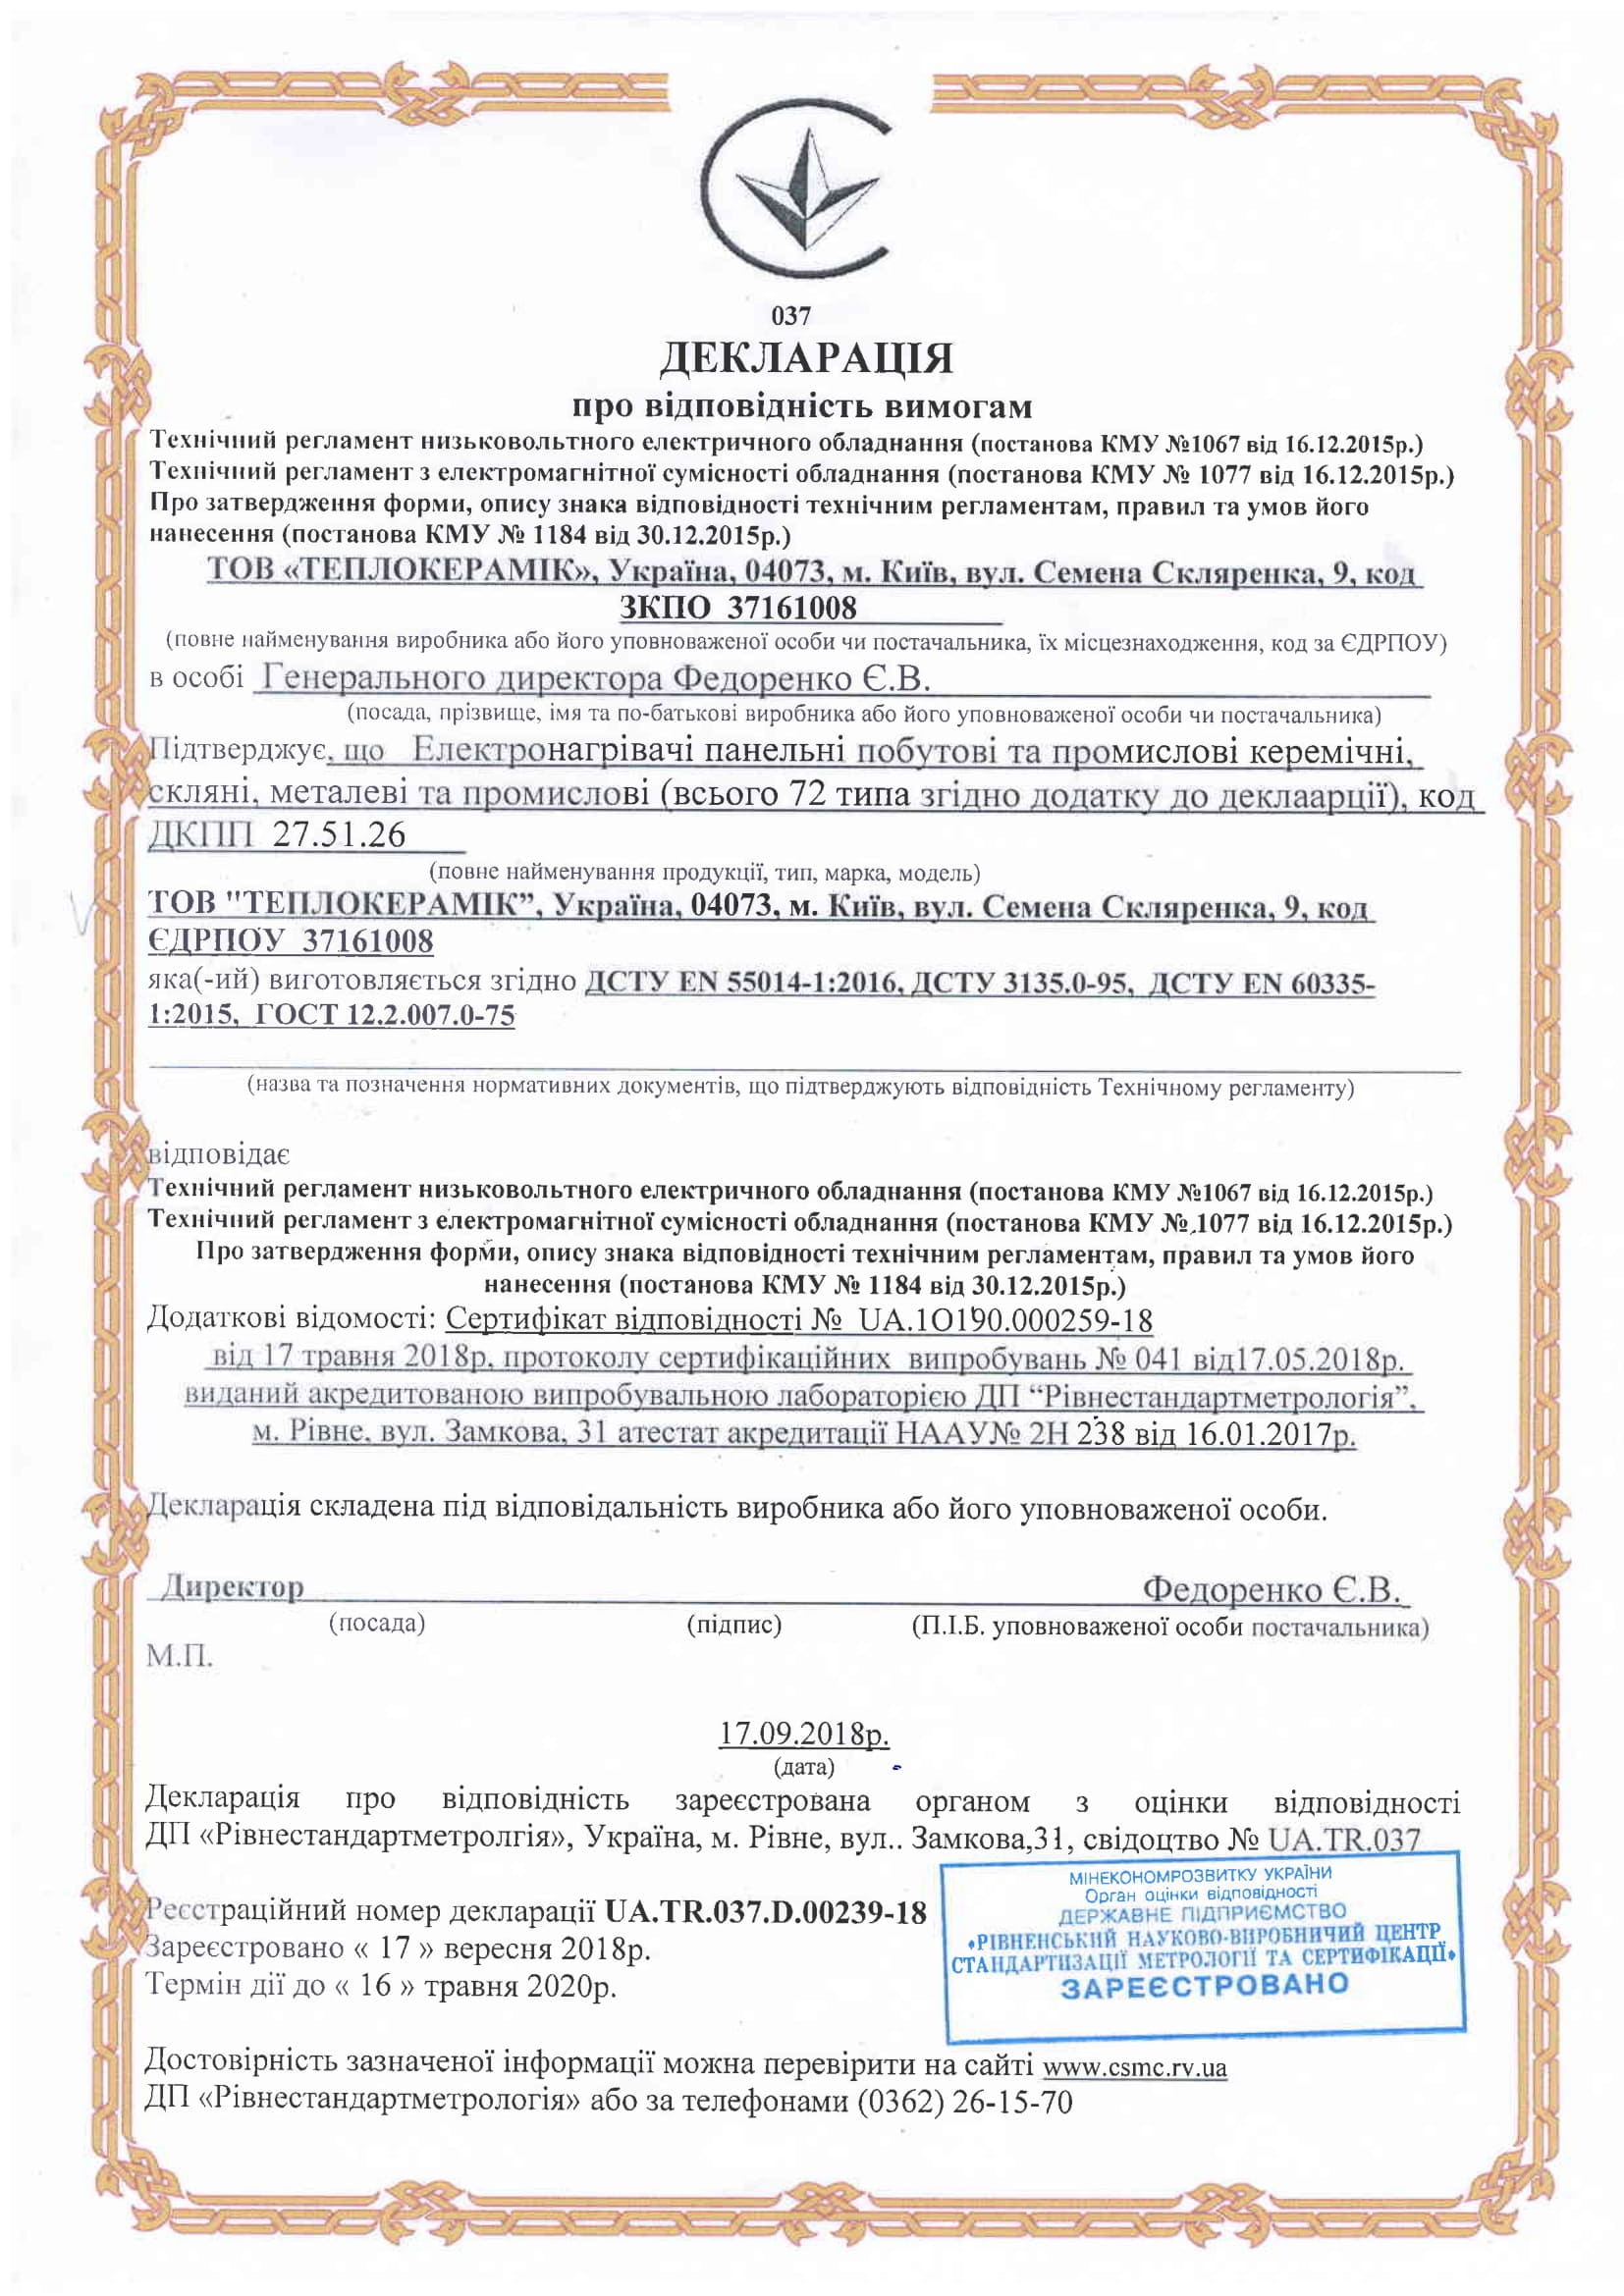 037
ДЕКЛАРАЦІЯ
про відповідність вимогам
Технічний регламент низьковольтного електричного обладнання (постанова КМУ №1067 від 16.12.2015р.)
Технічний регламент з електромагнітної сумісності обладнання (постанова КМУ № 1077 від 16.12.2015р.)
Про затвердження форми, опису знака відповідності технічним регламентам, правил та умов його
нанесення (постанова КМУ № 1184 від 30.12.2015р.)
ТОВ «ТЕПЛОКЕРАМІК», Україна, 04073, м. Київ, вул. Семена Скляренка, 9, код
ЗКПО 37161008
(повне найменування виробника або його уповноваженої особи чи постачальника, їх місцезнаходження, код за ЄДРПОУ)
в особі Генерального директора Федоренко Є.В.
(посада, прізвище, імя та по-батькові виробника або його уповноваженої особи чи постачальника)
Підтверджує, що Електронагрівачі панельні побутові та промислові керемічні,
скляні, металеві та промислові (всього 72 типа згідно додатку до деклаарції), код
ДКПП 27.51.26
(повне найменування продукції, тип, марка, модель)
ТОВ "ТЕПЛОКЕРАМІК”, Україна, 04073, м. Київ, вул. Семена Скляренка, 9, код
ЄДРПОУ 37161008
яка(-ий) виготовляється згідно ДСТУ EN 55014-1:2016, ДСТУ 3135.0-95, ДСТУ EN 60335-
1:2015, ГОСТ 12.2.007.0-75
(назва та позначення нормативних документів, що підтверджують відповідність Технічному регламенту)
відповідає
Технічний регламент низьковольтного електричного обладнання (постанова КМУ №1067 від 16.12.2015р.)
Технічний регламент з електромагнітної сумісності обладнання (постанова КМУ № 1077 від 16.12.2015р.)
Про затвердження форми, опису знака відповідності технічним регламентам, правил та умов його
нанесення (постанова КМУ № 1184 від 30.12.2015р.)
Додаткові відомості: Сертифікат відповідності № UA.1O190.000259-18
від 17 травня 2018р. протоколу сертифікаційних випробувань № 041 від17.05.2018р.
виданий акредитованою випробувальною лабораторією ДП “Рівнестандартметрологія”,
м. Рівне, вул. Замкова, 31 атестат акредитації НААУ№ 2Н 238 від 16.01.2017р.
Декларація складена під відповідальність виробника або його уповноваженої особи.
Директор Федоренко Є.В.
(посада) (підпис) (П.І.Б. уповноваженої особи постачальника)
М.П.
17.09.2018р.
(дата)
Декларація про відповідність зареєстрована органом з оцінки відповідності
ДП «Рівнестандартметролгія», Україна, м. Рівне, вул.. Замкова,31, свідоцтво № UA.TR.037
МІНЕКОНОМРОЗВИТКУ УКРАЇНИ
Орган оцінки відповідності
ДЕРЖАВНЕ ПІДПРИЄМСТВО
«РІВНЕНСЬКИЙ НАУКОВО-ВИРОБНИЧИЙ ЦЕНТР
СТАНДАРТИЗАЦІЇ МЕТРОЛОГІЇ ТА СЕРТИФІКАЦІЇ»
ЗАРЕЄСТРОВАНО
Реєстраційний номер декларації UA.TR.037.D.00239-18
Зареєстровано « 17 » вересня 2018р.
Термін дії до « 16 » травня 2020р.
Достовірність зазначеної інформації можна перевірити на сайті www.csmc.rv.ua
ДП «Рівнестандартметрологія» або за телефонами (0362) 26-15-70